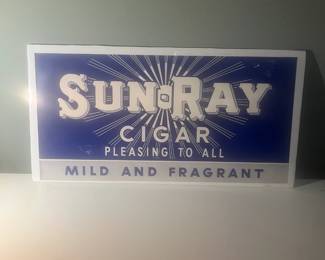 SUN-RAY
CIGAR
PLEASING TO ALL
MILD AND FRAGRANT